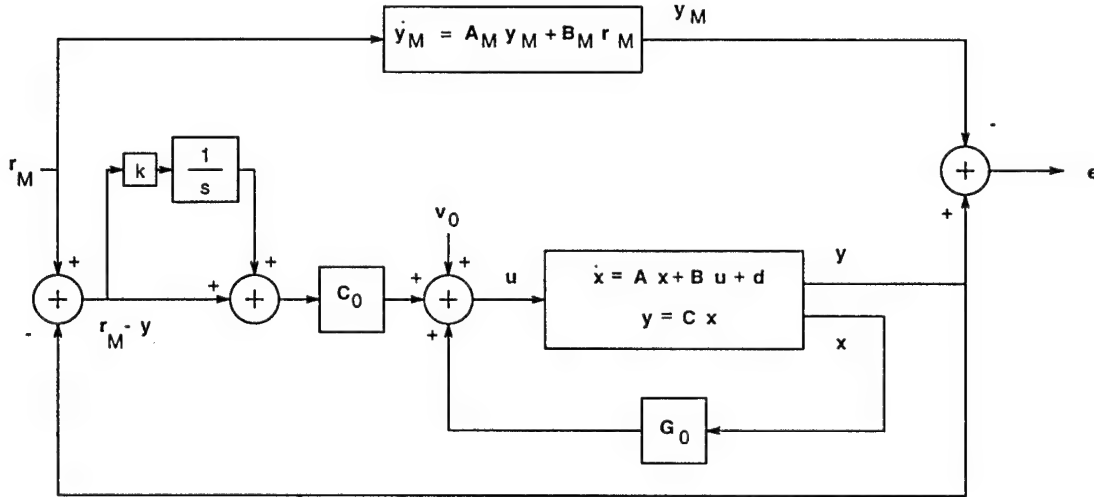 y_M
ẏ_M = A_M y_M + B_M r_M
-
r_M
k
1
s
+
e
+
v_0
+
+
+
+
+
C_0
+
+
u
ẋ = A x + B u + d
y = C x
y
x
+
+
+
-
r_M - y
+
G_0